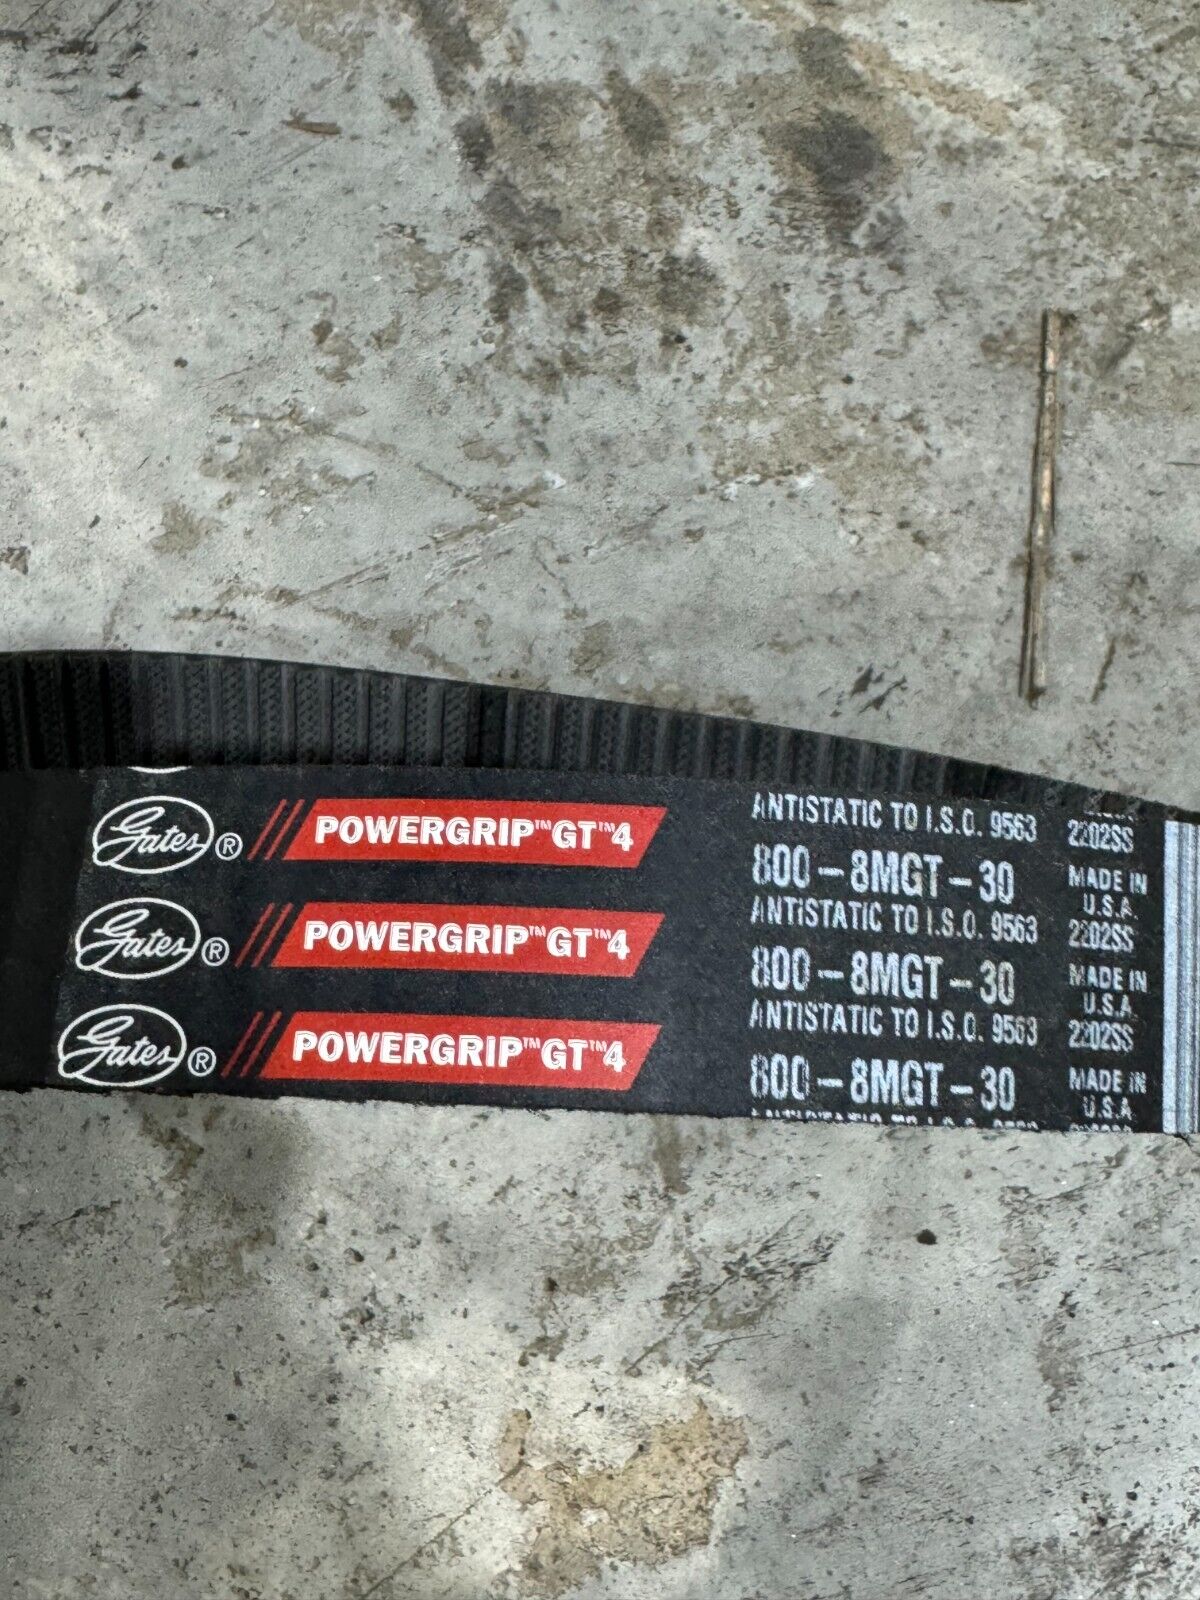 2202SS
Gates® POWERGRIP™ GT™4 ANTISTATIC TO I.S.O. 9563
800-8MGT-30 MADE IN
U.S.A.
Gates® POWERGRIP™ GT™4 ANTISTATIC TO I.S.O. 9563 2202SS
800-8MGT-30 MADE IN
U.S.A.
Gates® POWERGRIP™ GT™4 ANTISTATIC TO I.S.O. 9563 2202SS
800-8MGT-30 MADE IN
U.S.A.